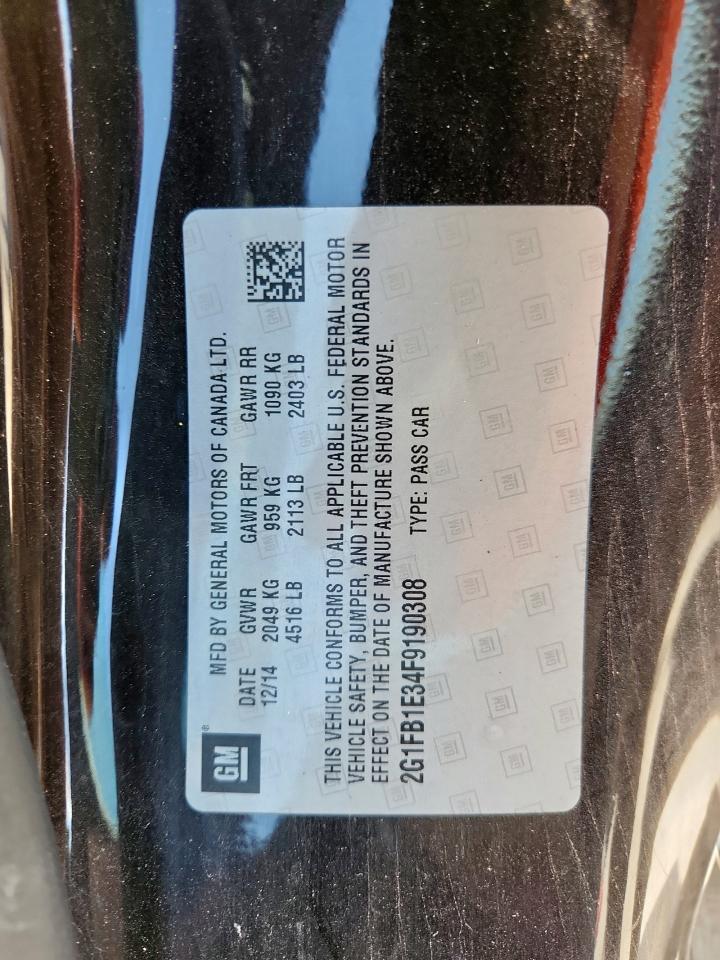 GM®
MFD BY GENERAL MOTORS OF CANADA LTD.
DATE GVWR GAWR FRT GAWR RR
12/14 2049 KG 959 KG 1090 KG
4516 LB 2113 LB 2403 LB
THIS VEHICLE CONFORMS TO ALL APPLICABLE U.S. FEDERAL MOTOR
VEHICLE SAFETY, BUMPER, AND THEFT PREVENTION STANDARDS IN
EFFECT ON THE DATE OF MANUFACTURE SHOWN ABOVE.
2G1FB1E34F9190308 TYPE: PASS CAR